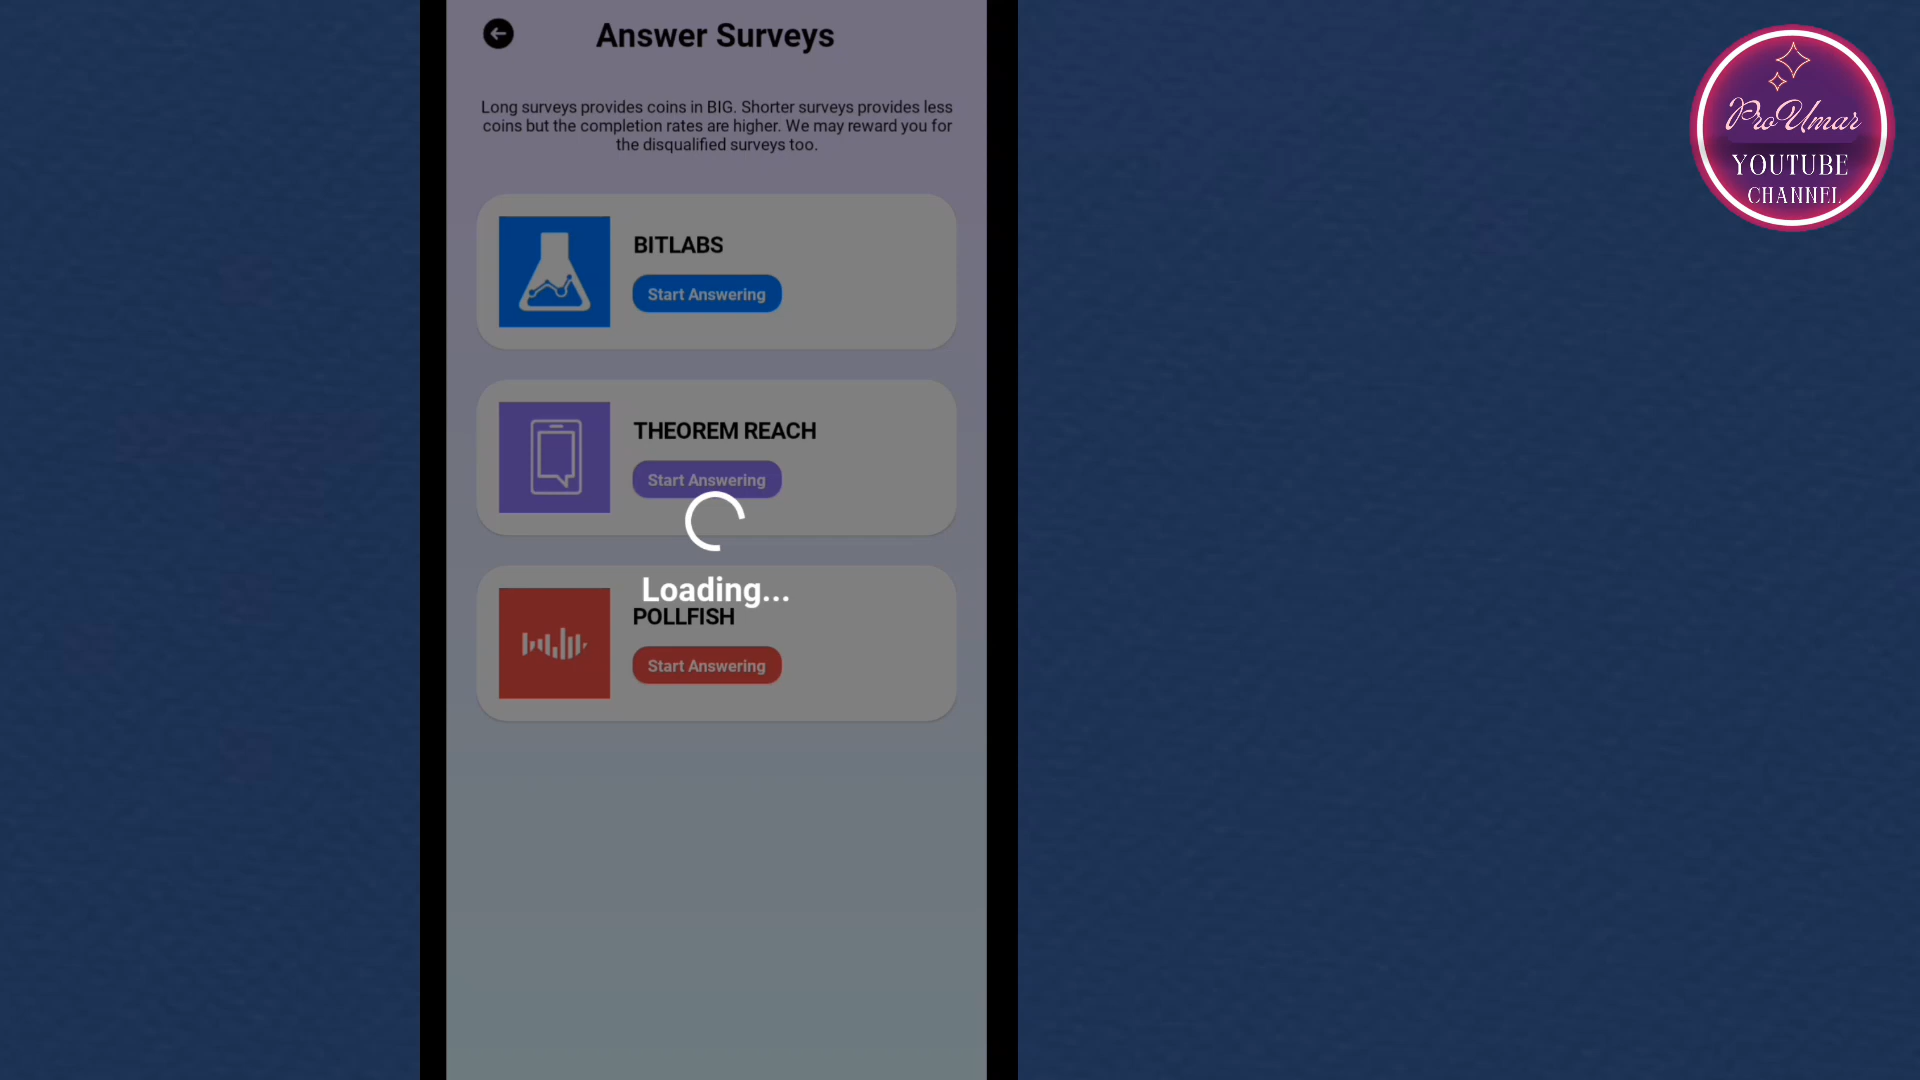 Answer Surveys
Long surveys provides coins in BIG. Shorter surveys provides less
coins but the completion rates are higher. We may reward you for
the disqualified surveys too.
BITLABS
Start Answering
THEOREM REACH
Start Answering
Loading...
POLLFISH
Start Answering
ProUmar
YOUTUBE
CHANNEL